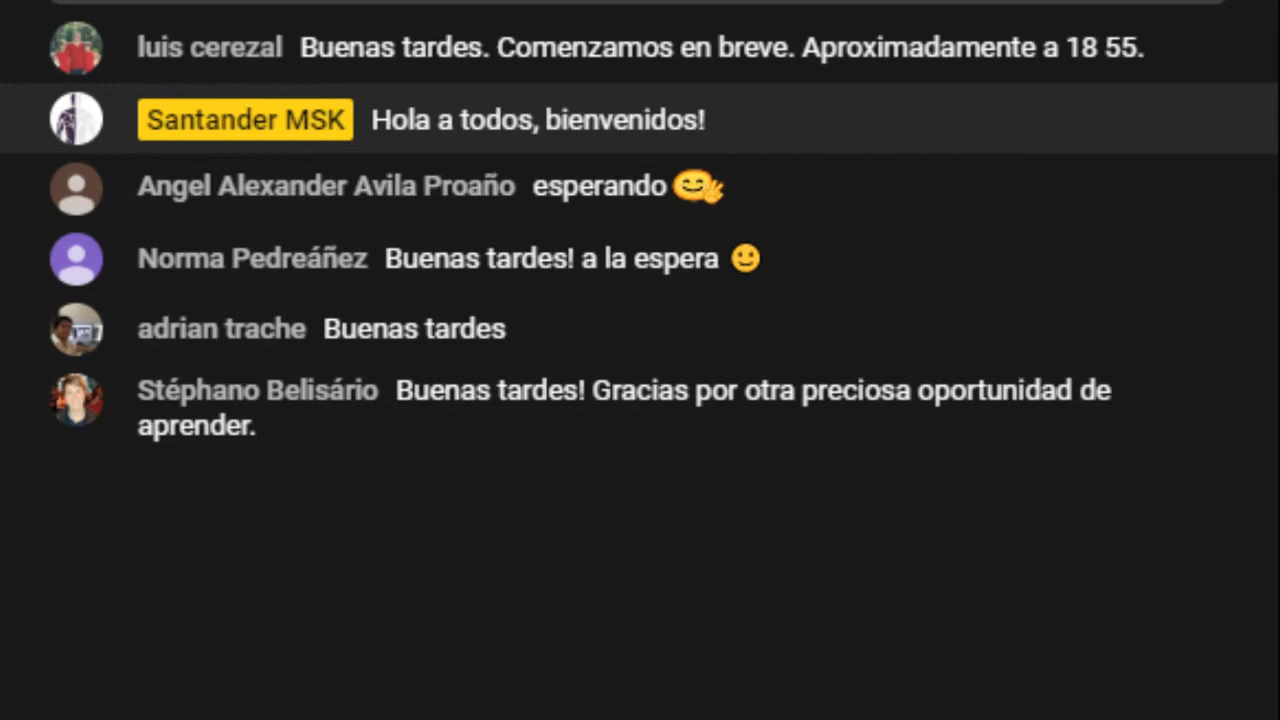 luis cerezal Buenas tardes. Comenzamos en breve. Aproximadamente a 18 55.
Santander MSK Hola a todos, bienvenidos!
Angel Alexander Avila Proaño esperando
Norma Pedreáñez Buenas tardes! a la espera
adrian trache Buenas tardes
Stéphano Belisário Buenas tardes! Gracias por otra preciosa oportunidad de
aprender.